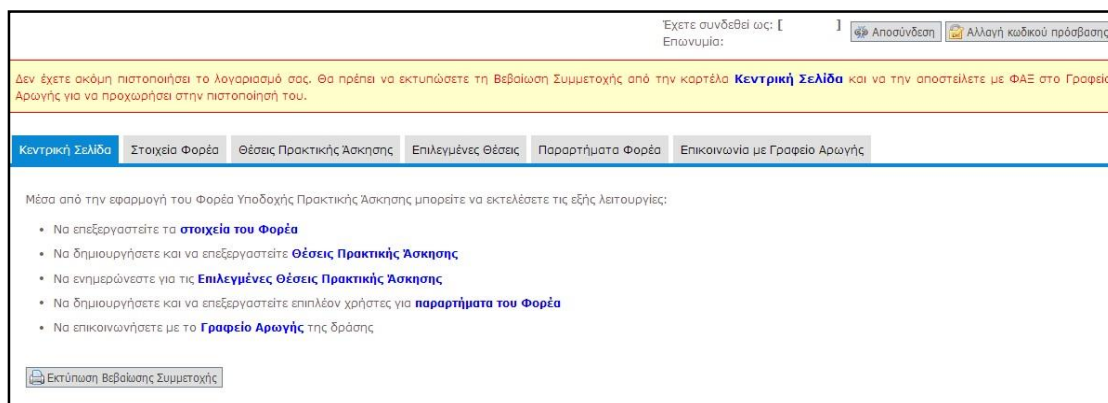 Έχετε συνδεθεί ως: [ ] Αποσύνδεση Αλλαγή κωδικού πρόσβασης
Επωνυμία:
Δεν έχετε ακόμη πιστοποιήσει το λογαριασμό σας. Θα πρέπει να εκτυπώσετε τη Βεβαίωση Συμμετοχής από την καρτέλα Κεντρική Σελίδα και να την αποστείλετε με ΦΑΞ στο Γραφείο
Αρωγής για να προχωρήσει στην πιστοποίησή του.
Κεντρική Σελίδα Στοιχεία Φορέα Θέσεις Πρακτικής Άσκησης Επιλεγμένες Θέσεις Παραρτήματα Φορέα Επικοινωνία με Γραφείο Αρωγής
Μέσα από την εφαρμογή του Φορέα Υποδοχής Πρακτικής Άσκησης μπορείτε να εκτελέσετε τις εξής λειτουργίες:
• Να επεξεργαστείτε τα στοιχεία του Φορέα
• Να δημιουργήσετε και να επεξεργαστείτε Θέσεις Πρακτικής Άσκησης
• Να ενημερώνεστε για τις Επιλεγμένες Θέσεις Πρακτικής Άσκησης
• Να δημιουργήσετε και να επεξεργαστείτε επιπλέον χρήστες για παραρτήματα του Φορέα
• Να επικοινωνήσετε με το Γραφείο Αρωγής της δράσης
Εκτύπωση Βεβαίωσης Συμμετοχής